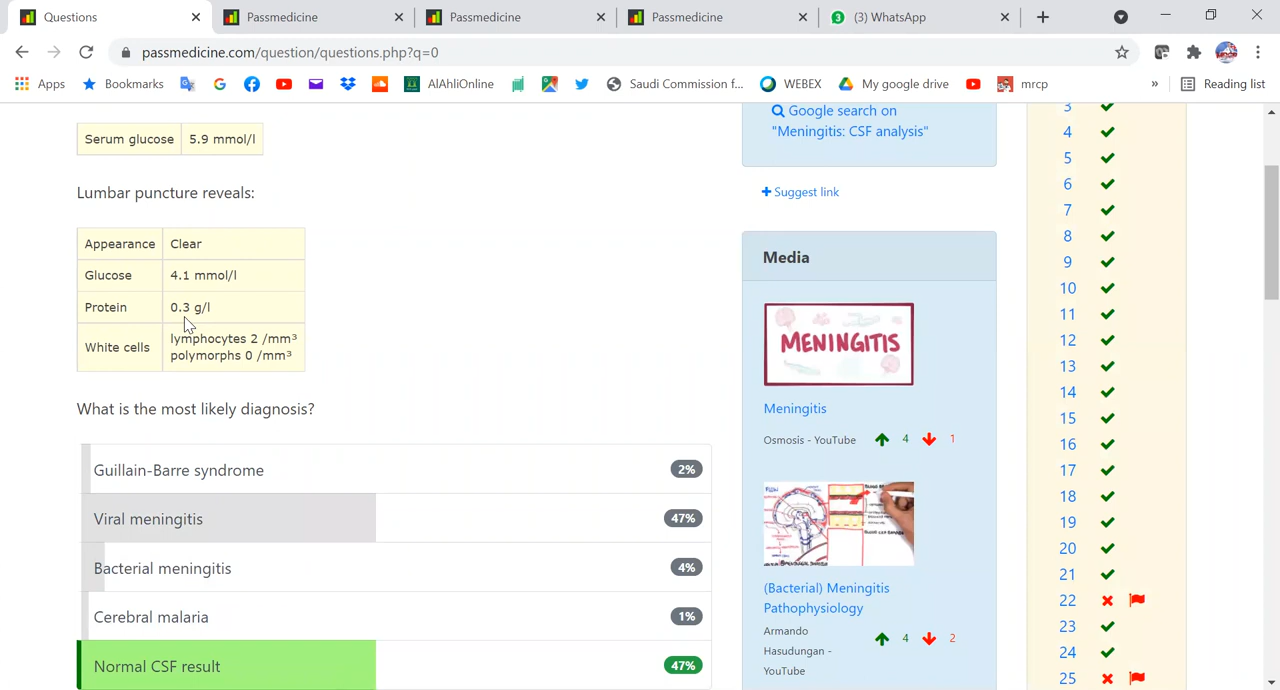 Questions
Passmedicine
Passmedicine
Passmedicine
3
(3) WhatsApp
passmedicine.com/question/questions.php?q=0
Apps
Bookmarks
AlAhliOnline
Saudi Commission f...
WEBEX
My google drive
mrcp
»
Reading list
Serum glucose 5.9 mmol/l
Lumbar puncture reveals:
Appearance Clear
Glucose 4.1 mmol/l
Protein 0.3 g/l
White cells lymphocytes 2 /mm³
polymorphs 0 /mm³
What is the most likely diagnosis?
Guillain-Barre syndrome 2%
Viral meningitis 47%
Bacterial meningitis 4%
Cerebral malaria 1%
Normal CSF result 47%
Google search on
"Meningitis: CSF analysis"
Suggest link
Media
MENINGITIS
Meningitis
Osmosis - YouTube 4 1
(Bacterial) Meningitis
Pathophysiology
Armando
Hasudungan -
YouTube
4 2
3
4
5
6
7
8
9
10
11
12
13
14
15
16
17
18
19
20
21
22
23
24
25